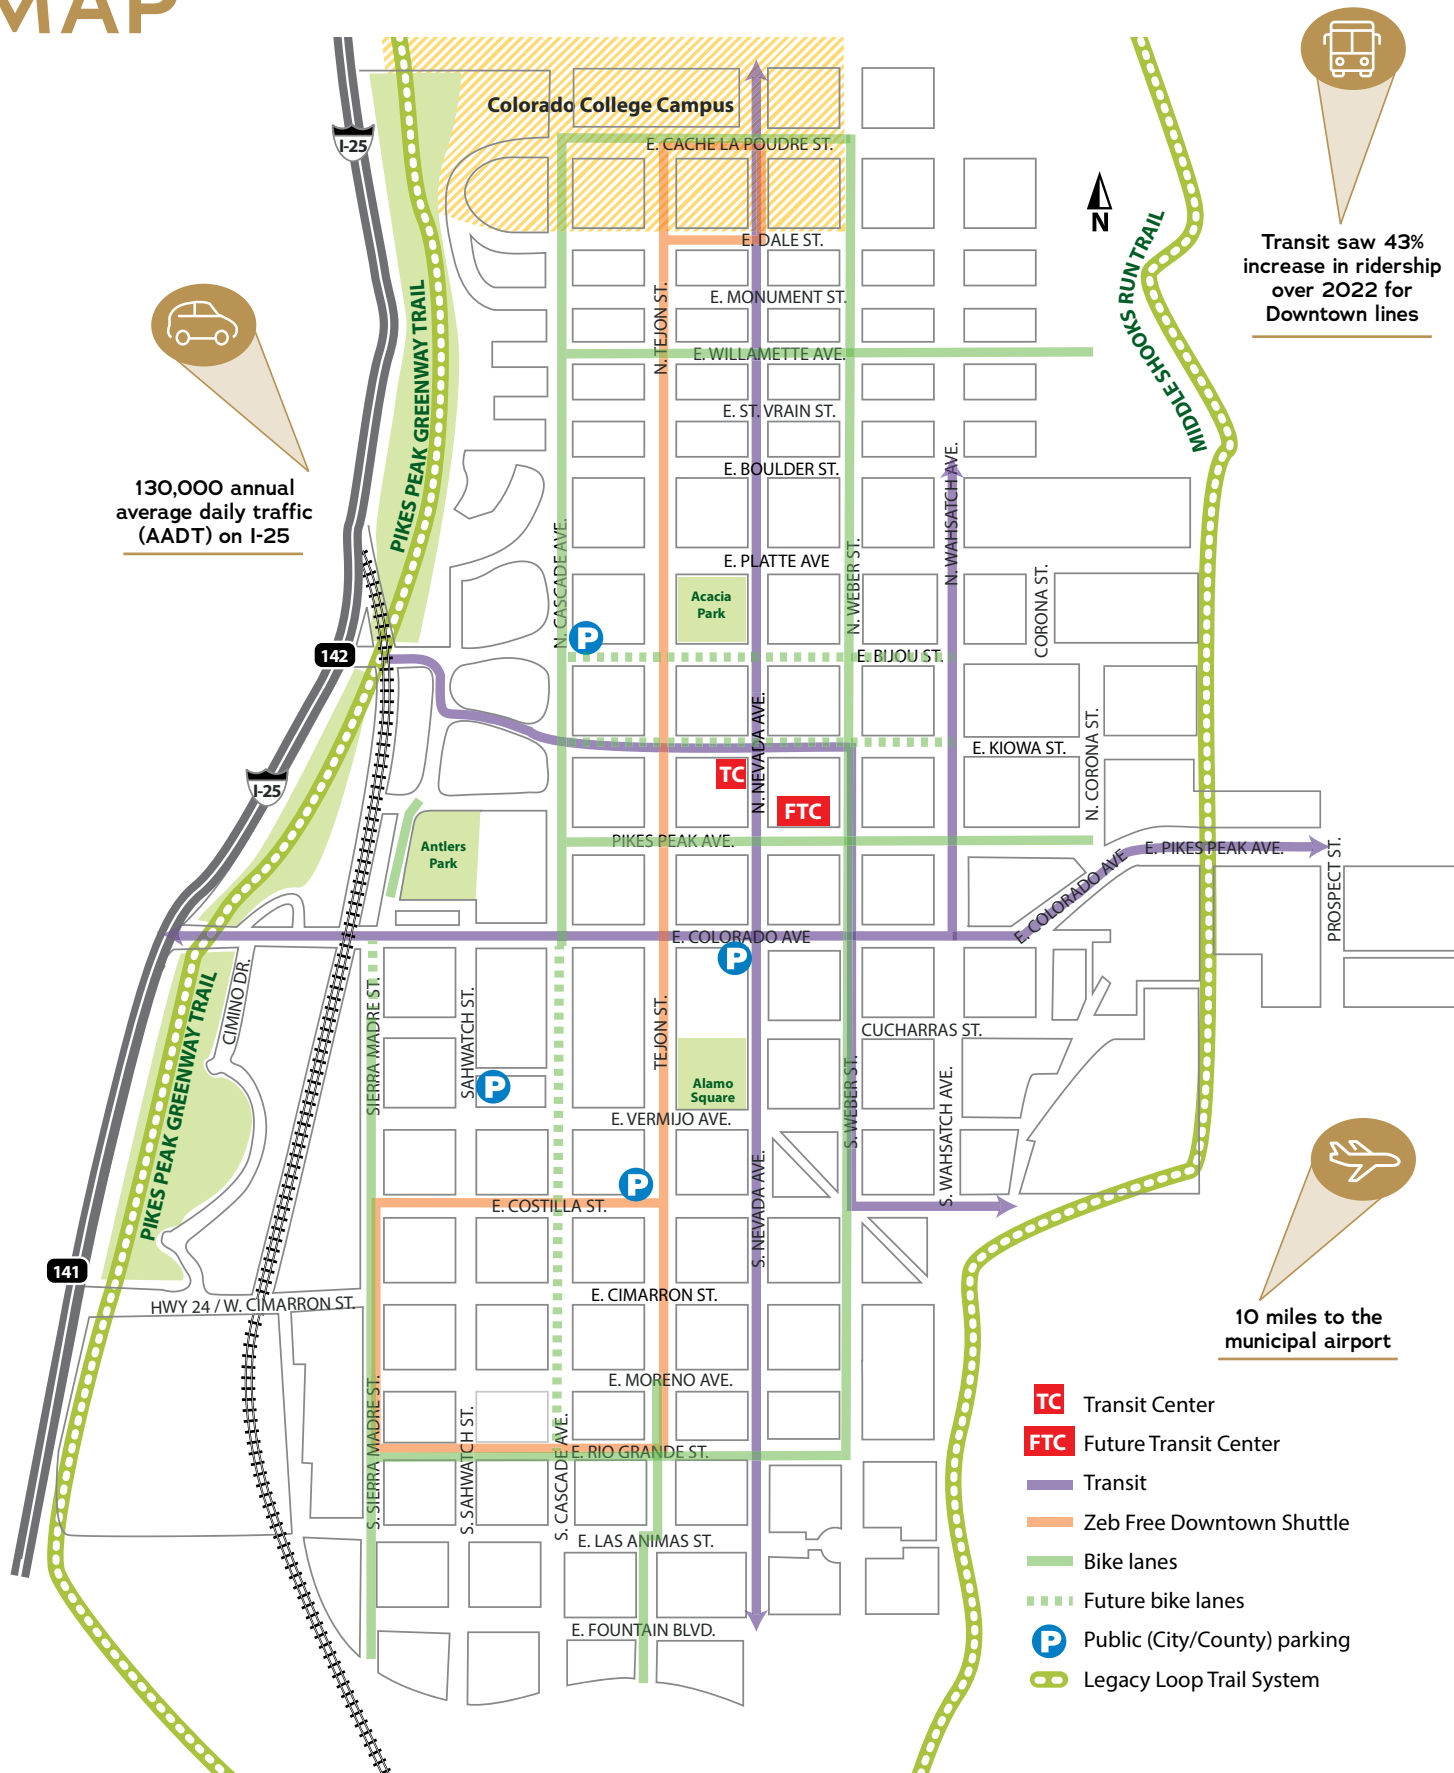 MAP
Colorado College Campus
I-25
E. CACHE LA POUDRE ST.
N
Transit saw 43%
increase in ridership
over 2022 for
Downtown lines
E. DALE ST.
E. MONUMENT ST.
N. TEJON ST.
E. WILLAMETTE AVE.
MIDDLE SHOOKS RUN TRAIL
PIKES PEAK GREENWAY TRAIL
E. ST. VRAIN ST.
E. BOULDER ST.
130,000 annual
average daily traffic
(AADT) on I-25
N. WAHSATCH AVE.
N. CASCADE AVE.
N. WEBER ST.
E. PLATTE AVE
CORONA ST.
Acacia
Park
P
142
E. BIJOU ST.
N. NEVADA AVE.
E. KIOWA ST.
N. CORONA ST.
TC
I-25
FTC
PIKES PEAK AVE.
Antlers
Park
E. PIKES PEAK AVE.
E. COLORADO AVE
PROSPECT ST.
E. COLORADO AVE
P
CIMINO DR.
PIKES PEAK GREENWAY TRAIL
SIERRA MADRE ST.
SAHWATCH ST.
TEJON ST.
CUCHARRAS ST.
P
Alamo
Square
S. WEBER ST.
S. WAHSATCH AVE.
E. VERMIJO AVE.
P
S. NEVADA AVE.
E. COSTILLA ST.
141
HWY 24 / W. CIMARRON ST.
E. CIMARRON ST.
10 miles to the
municipal airport
E. MORENO AVE.
S. SIERRA MADRE ST.
S. SAHWATCH ST.
S. CASCADE AVE.
E. RIO GRANDE ST.
E. LAS ANIMAS ST.
E. FOUNTAIN BLVD.
TC Transit Center
FTC Future Transit Center
Transit
Zeb Free Downtown Shuttle
Bike lanes
Future bike lanes
P Public (City/County) parking
Legacy Loop Trail System